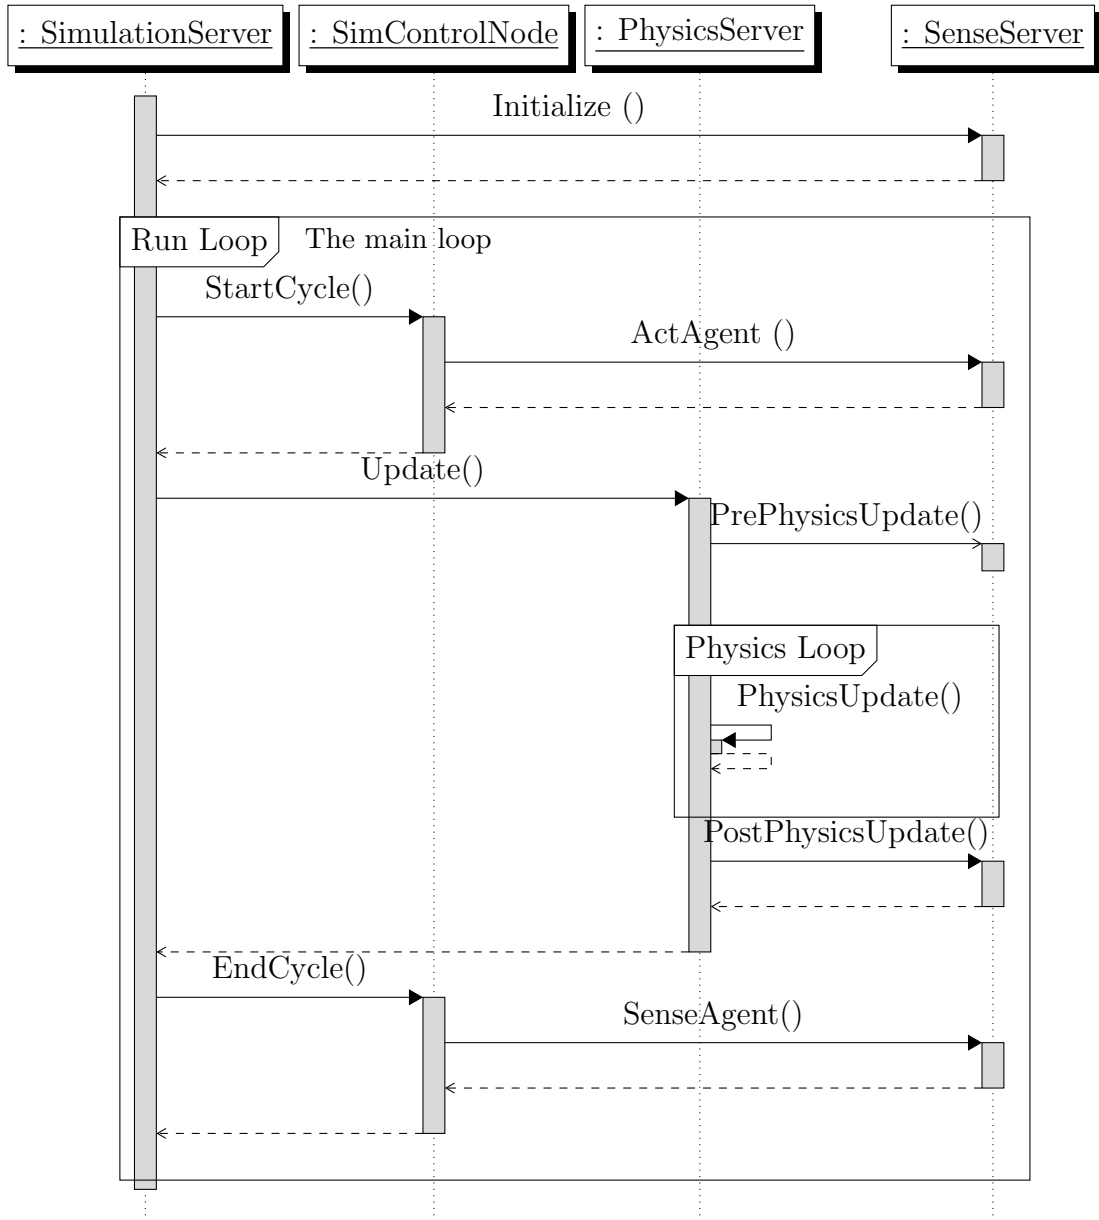 : SimulationServer
: SimControlNode
: PhysicsServer
: SenseServer
Initialize ()
Run Loop
The main loop
StartCycle()
ActAgent ()
Update()
PrePhysicsUpdate()
Physics Loop
PhysicsUpdate()
PostPhysicsUpdate()
EndCycle()
SenseAgent()